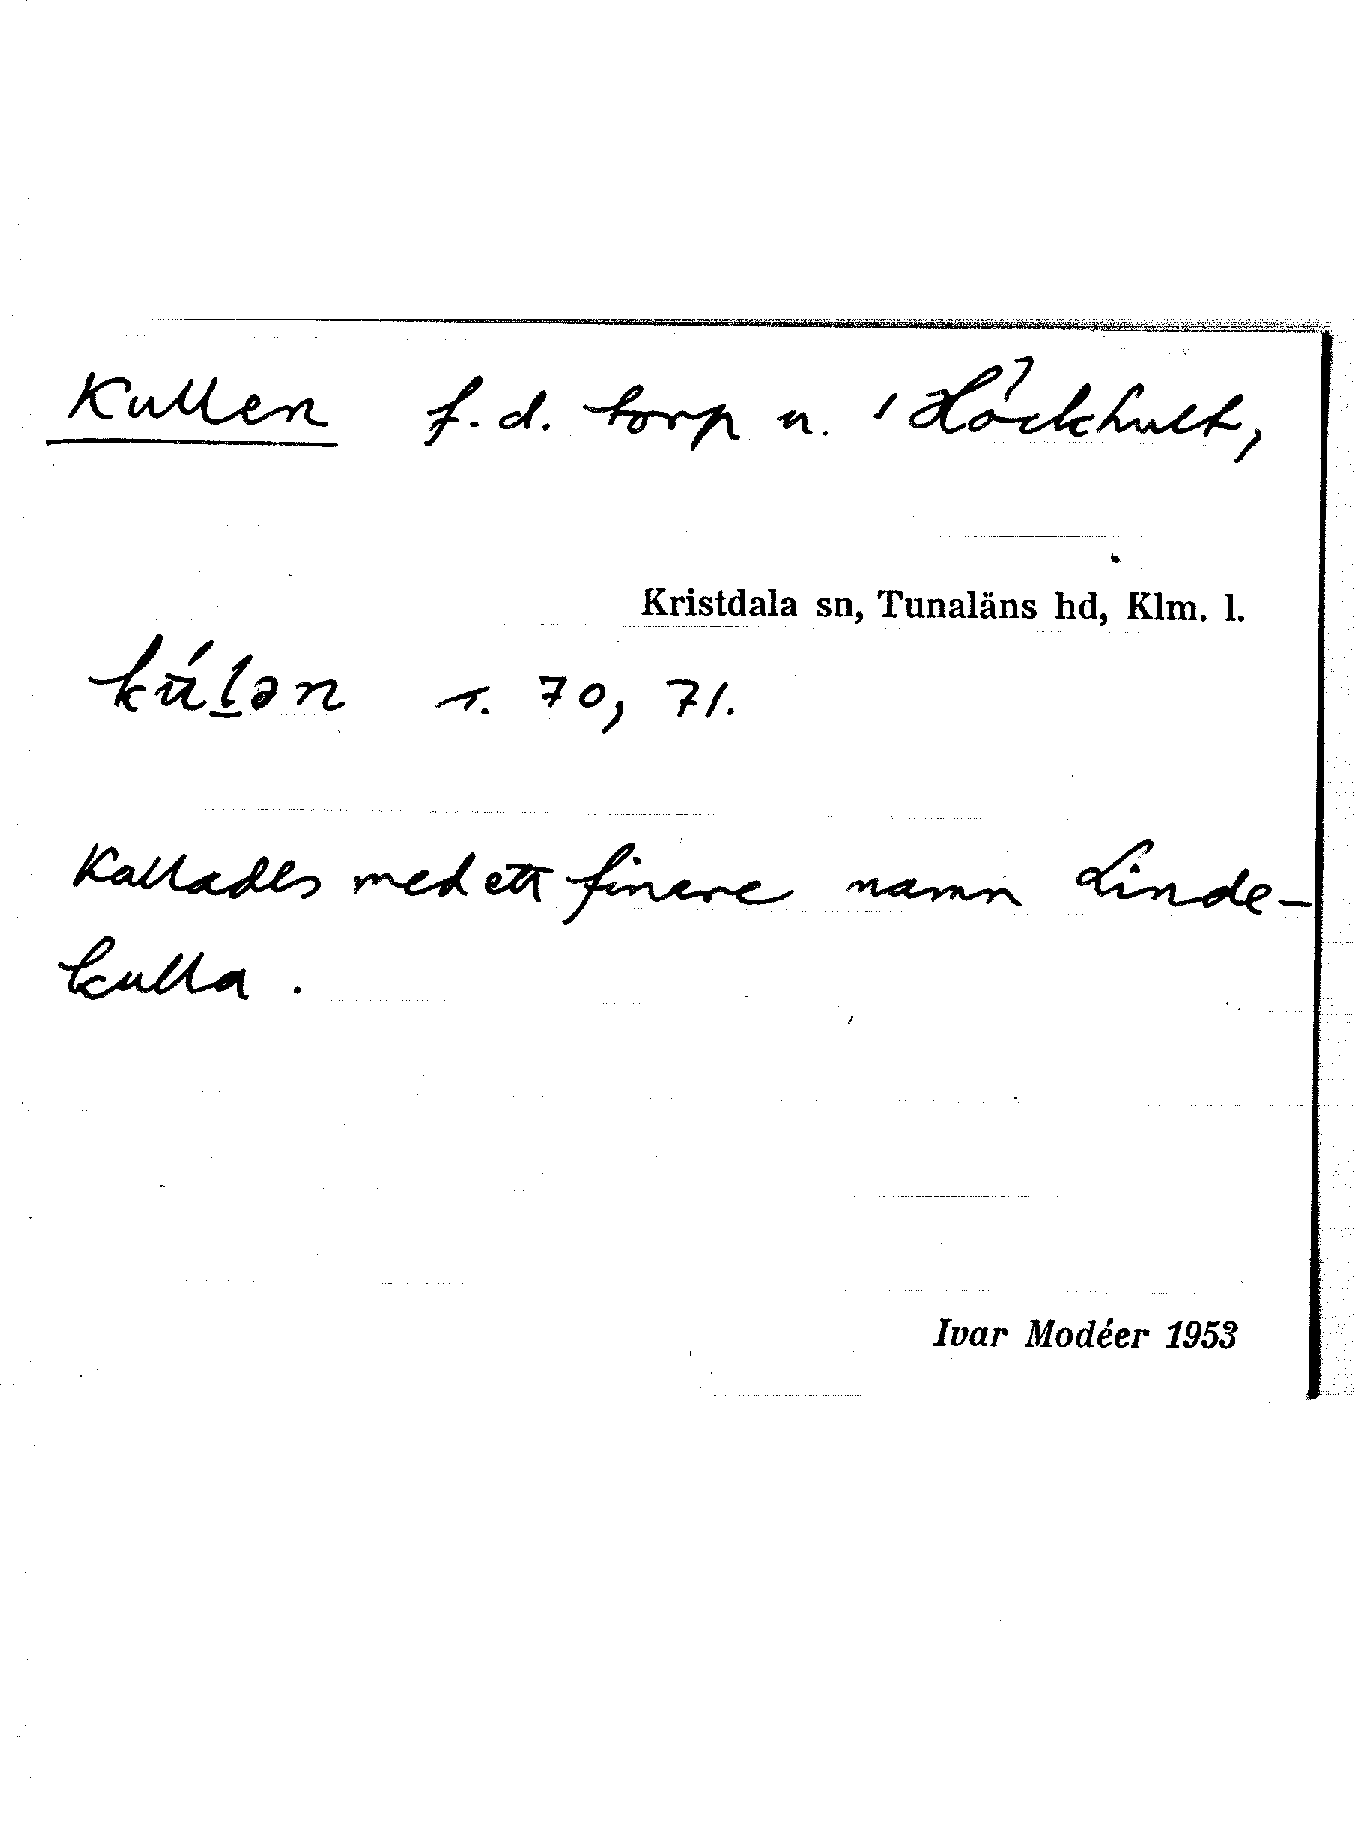 Kullen f.d. torp u. 1 Höckhult,
Kristdala sn, Tunaläns hd, Klm. l.
s. 70, 71.
Kallades med ett finare namn Linde-
kulla.
Ivar Modéer 1953